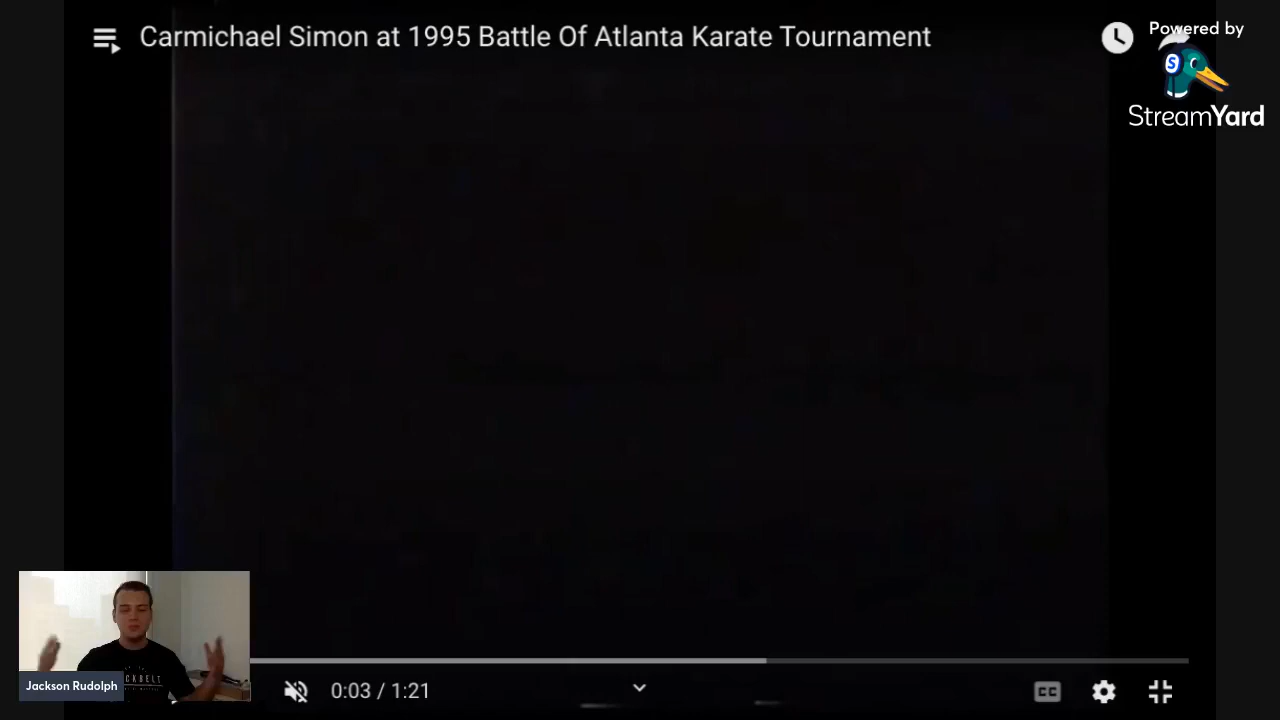 Carmichael Simon at 1995 Battle Of Atlanta Karate Tournament
Powered by
S
StreamYard
CKBELT
Jackson Rudolph
0:03 / 1:21
CC